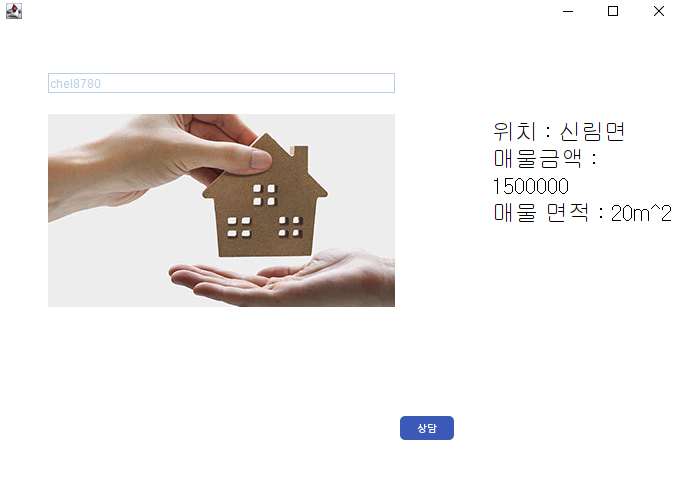 chel8780
위치 : 신림면
매물금액 :
1500000
매물 면적 : 20m^2
상담